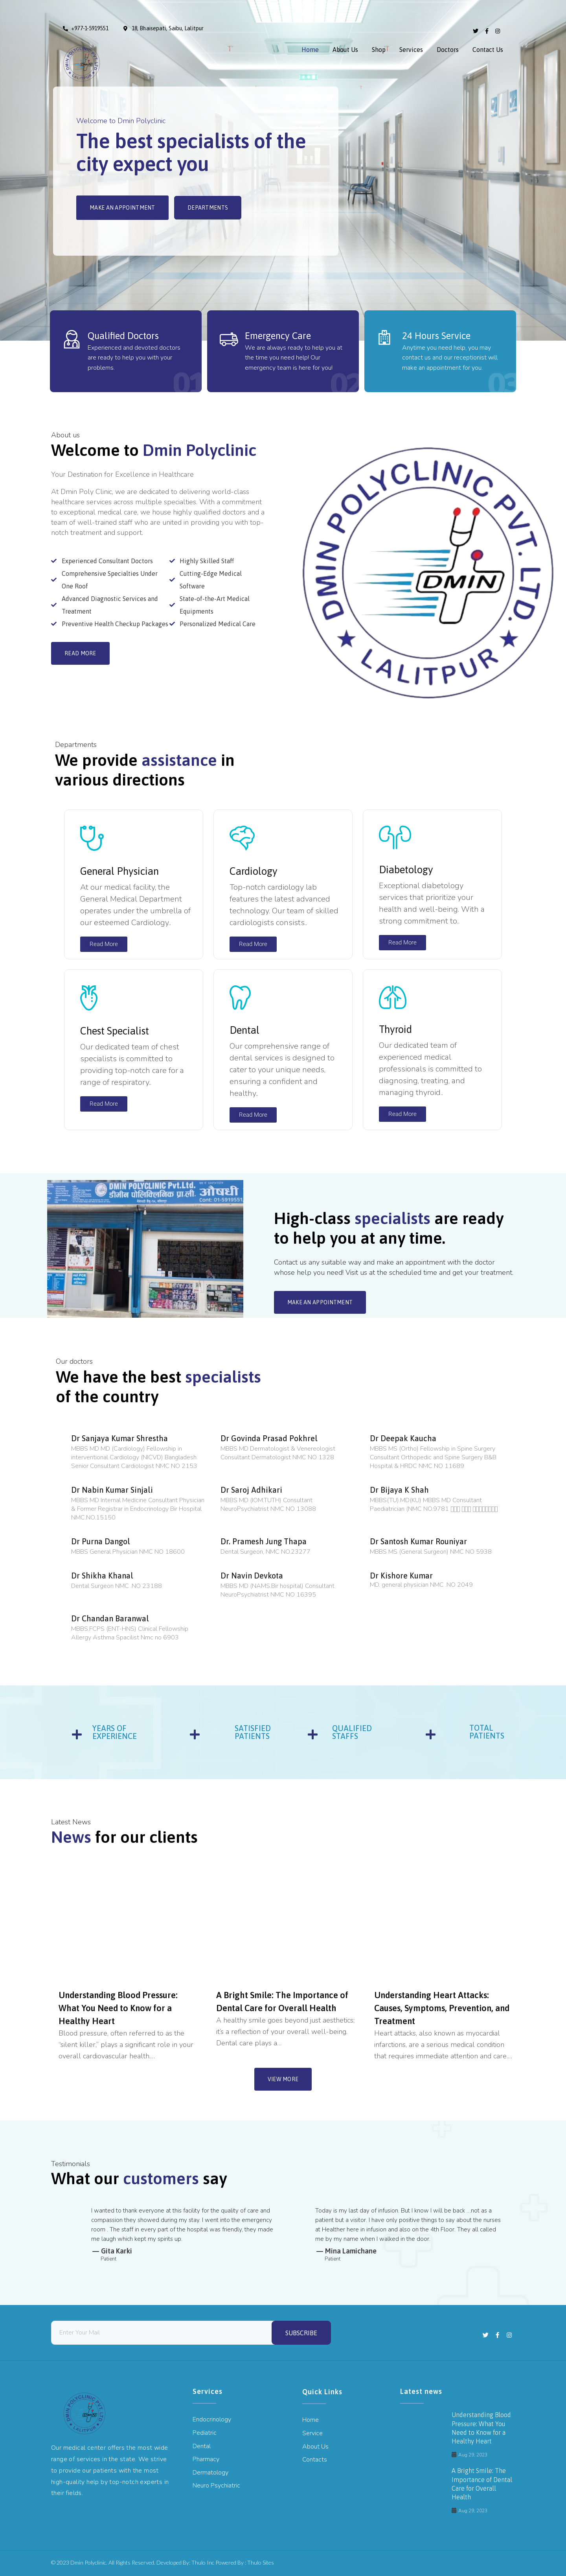 +977-1-5919551
18, Bhaisepati, Saibu, Lalitpur
Home
About Us
Shop
Services
Doctors
Contact Us
Welcome to Dmin Polyclinic
The best specialists of the
city expect you
MAKE AN APPOINTMENT
DEPARTMENTS
Qualified Doctors
Experienced and devoted doctors
are ready to help you with your
problems.
01
Emergency Care
We are always ready to help you at
the time you need help! Our
emergency team is here for you!
02
24 Hours Service
Anytime you need help, you may
contact us and our receptionist will
make an appointment for you.
03
About us
Welcome to Dmin Polyclinic
Your Destination for Excellence in Healthcare
At Dmin Poly Clinic, we are dedicated to delivering world-class
healthcare services across multiple specialties. With a commitment
to exceptional medical care, we house highly qualified doctors and a
team of well-trained staff who are united in providing you with top-
notch treatment and support.
Experienced Consultant Doctors
Comprehensive Specialties Under
One Roof
Advanced Diagnostic Services and
Treatment
Preventive Health Checkup Packages
Highly Skilled Staff
Cutting-Edge Medical
Software
State-of-the-Art Medical
Equipments
Personalized Medical Care
READ MORE
DMIN POLYCLINIC PVT. LTD.
DMIN
LALITPUR
Departments
We provide assistance in
various directions
General Physician
At our medical facility, the
General Medical Department
operates under the umbrella of
our esteemed Cardiology..
Read More
Cardiology
Top-notch cardiology lab
features the latest advanced
technology. Our team of skilled
cardiologists consists..
Read More
Diabetology
Exceptional diabetology
services that prioritize your
health and well-being. With a
strong commitment to..
Read More
Chest Specialist
Our dedicated team of chest
specialists is committed to
providing top-notch care for a
range of respiratory..
Read More
Dental
Our comprehensive range of
dental services is designed to
cater to your unique needs,
ensuring a confident and
healthy..
Read More
Thyroid
Our dedicated team of
experienced medical
professionals is committed to
diagnosing, treating, and
managing thyroid..
Read More
DMIN POLYCLINIC Pvt.Ltd.
डीमीन पोलिक्लिनिक प्रा.ली.
औषधी
High-class specialists are ready
to help you at any time.
Contact us any suitable way and make an appointment with the doctor
whose help you need! Visit us at the scheduled time and get your treatment.
MAKE AN APPOINTMENT
Our doctors
We have the best specialists
of the country
Dr Sanjaya Kumar Shrestha
MBBS MD MD (Cardiology) Fellowship in
interventional Cardiology (NICVD) Bangladesh
Senior Consultant Cardiologist NMC NO 2153
Dr Govinda Prasad Pokhrel
MBBS MD Dermatologist & Venereologist
Consultant Dermatologist NMC NO 1328
Dr Deepak Kaucha
MBBS MS (Ortho) Fellowship in Spine Surgery
Consultant Orthopedic and Spine Surgery B&B
Hospital & HRDC NMC NO 11689
Dr Nabin Kumar Sinjali
MBBS MD Internal Medicine Consultant Physician
& Former Registrar in Endocrinology Bir Hospital
NMC NO.15150
Dr Saroj Adhikari
MBBS, MD (IOM.TUTH) Consultant
NeuroPsychiatrist NMC NO 13088
Dr Bijaya K Shah
MBBS(TU) MD(KU) MBBS MD Consultant
Paediatrician (NMC NO.9781
Dr Purna Dangol
MBBS General Physician NMC NO 18600
Dr. Pramesh Jung Thapa
Dental Surgeon, NMC NO.23277
Dr Santosh Kumar Rouniyar
MBBS MS (General Surgeon) NMC NO 5938
Dr Shikha Khanal
Dental Surgeon NMC .NO 23188
Dr Navin Devkota
MBBS MD (NAMS.Bir hospital) Consultant
NeuroPsychiatrist NMC NO 16395
Dr Kishore Kumar
MD. general physician NMC .NO 2049
Dr Chandan Baranwal
MBBS.FCPS (ENT-HNS) Clinical Fellowship
Allergy Asthma Spacilist Nmc no:6903
YEARS OF
EXPERIENCE
SATISFIED
PATIENTS
QUALIFIED
STAFFS
TOTAL
PATIENTS
Latest News
News for our clients
Understanding Blood Pressure:
What You Need to Know for a
Healthy Heart
Blood pressure, often referred to as the
“silent killer,” plays a significant role in your
overall cardiovascular health....
A Bright Smile: The Importance of
Dental Care for Overall Health
A healthy smile goes beyond just aesthetics;
it’s a reflection of your overall well-being.
Dental care plays a...
Understanding Heart Attacks:
Causes, Symptoms, Prevention, and
Treatment
Heart attacks, also known as myocardial
infarctions, are a serious medical condition
that requires immediate attention and care....
VIEW MORE
Testimonials
What our customers say
I wanted to thank everyone at this facility for the quality of care and
compassion they showed during my stay. I went into the emergency
room . The staff in every part of the hospital was friendly, they made
me laugh which kept my spirits up.
— Gita Karki
Patient
Today is my last day of infusion. But I know I will be back …not as a
patient but a visitor. I have only positive things to say about the nurses
at Healther here in infusion and also on the 4th Floor. They all called
me by my name when I walked in the door.
— Mina Lamichane
Patient
Enter Your Mail
SUBSCRIBE
Our medical center offers the most wide
range of services in the state. We strove
to provide our patients with the most
high-quality help by top-notch experts in
their fields.
Services
Endocrinology
Pediatric
Dental
Pharmacy
Dermatology
Neuro Psychiatric
Quick Links
Home
Service
About Us
Contacts
Latest news
Understanding Blood
Pressure: What You
Need to Know for a
Healthy Heart
Aug 29, 2023
A Bright Smile: The
Importance of Dental
Care for Overall
Health
Aug 29, 2023
© 2023 Dmin Polyclinic. All Rights Reserved. Developed By: Thulo Inc Powered By : Thulo Sites